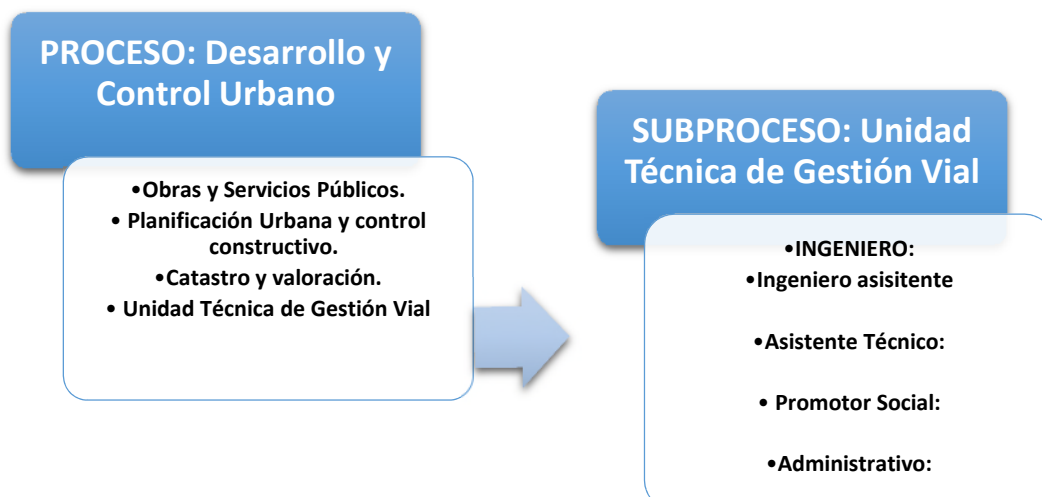 PROCESO: Desarrollo y
Control Urbano
•Obras y Servicios Públicos.
• Planificación Urbana y control
constructivo.
•Catastro y valoración.
• Unidad Técnica de Gestión Vial
SUBPROCESO: Unidad
Técnica de Gestión Vial
•INGENIERO:
•Ingeniero asisitente
•Asistente Técnico:
• Promotor Social:
•Administrativo: